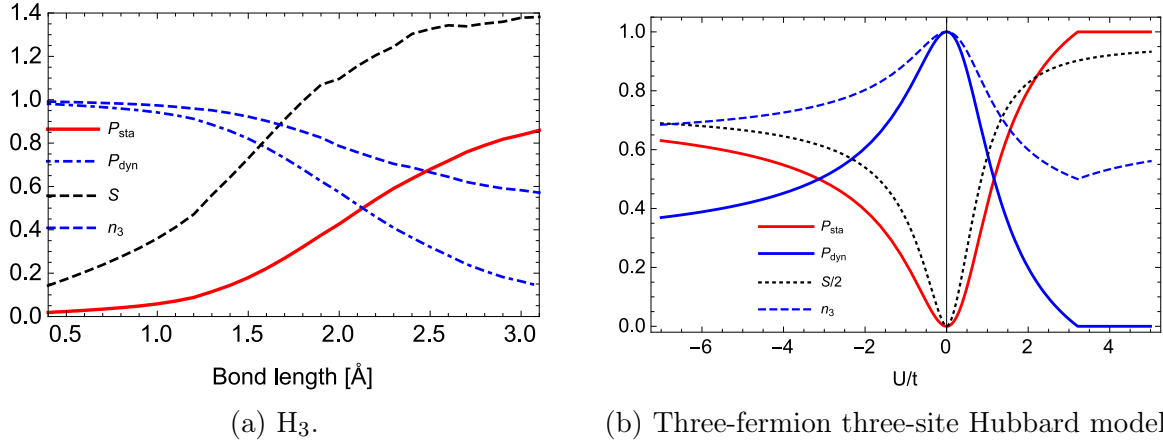 1.4
1.2
1.0
0.8
0.6
0.4
0.2
0.0
P_sta
P_dyn
S
n_3
0.5 1.0 1.5 2.0 2.5 3.0
Bond length [Å]
(a) H_3.
1.0
0.8
0.6
0.4
0.2
0.0
P_sta
P_dyn
S/2
n_3
−6 −4 −2 0 2 4
U/t
(b) Three-fermion three-site Hubbard model